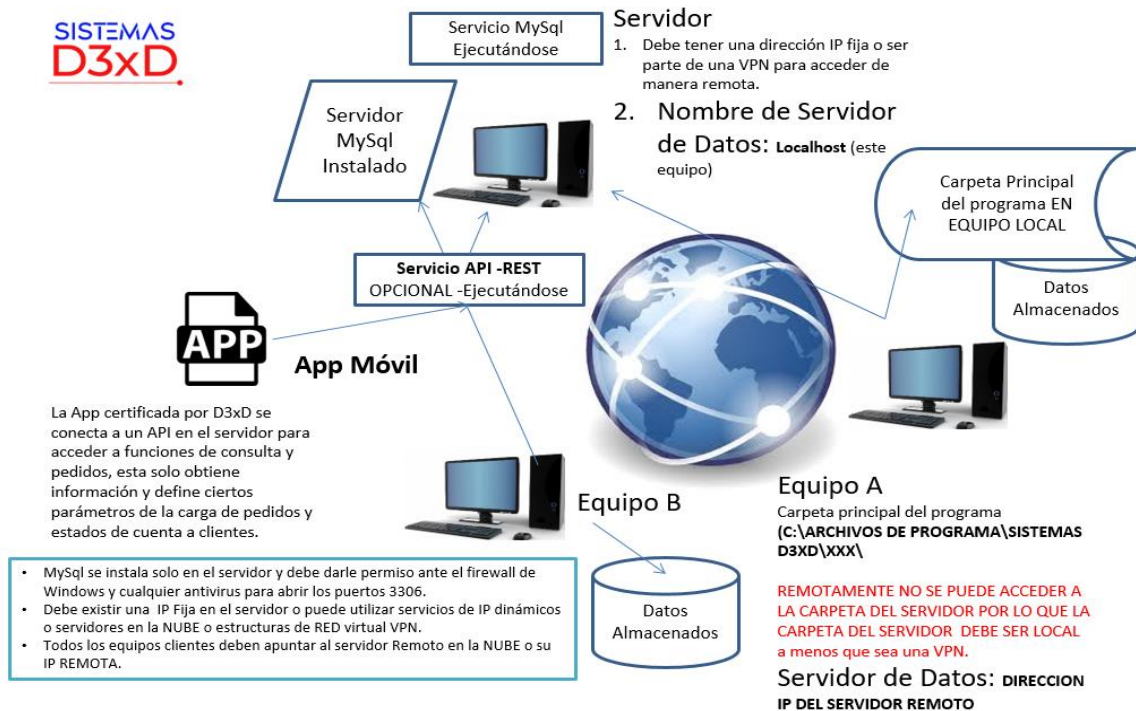 SISTEMAS
D3xD
Servicio MySql
Ejecutándose
Servidor
1. Debe tener una dirección IP fija o ser
parte de una VPN para acceder de
manera remota.
2. Nombre de Servidor
de Datos: Localhost (este
equipo)
Servidor
MySql
Instalado
Carpeta Principal
del programa EN
EQUIPO LOCAL
Datos
Almacenados
Servicio API -REST
OPCIONAL -Ejecutándose
APP
App Móvil
La App certificada por D3xD se
conecta a un API en el servidor para
acceder a funciones de consulta y
pedidos, esta solo obtiene
información y define ciertos
parámetros de la carga de pedidos y
estados de cuenta a clientes.
Equipo B
Datos
Almacenados
Equipo A
Carpeta principal del programa
(C:\ARCHIVOS DE PROGRAMA\SISTEMAS
D3XD\XXX\
REMOTAMENTE NO SE PUEDE ACCEDER A
LA CARPETA DEL SERVIDOR POR LO QUE LA
CARPETA DEL SERVIDOR DEBE SER LOCAL
a menos que sea una VPN.
Servidor de Datos: DIRECCION
IP DEL SERVIDOR REMOTO
• MySql se instala solo en el servidor y debe darle permiso ante el firewall de
Windows y cualquier antivirus para abrir los puertos 3306.
• Debe existir una IP Fija en el servidor o puede utilizar servicios de IP dinámicos
o servidores en la NUBE o estructuras de RED virtual VPN.
• Todos los equipos clientes deben apuntar al servidor Remoto en la NUBE o su
IP REMOTA.